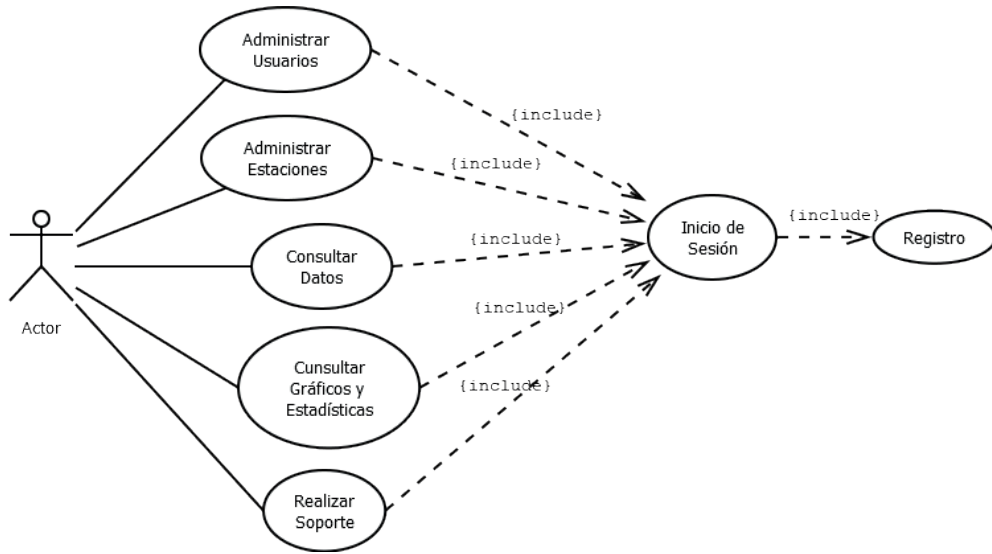 Administrar
Usuarios
{include}
Administrar
Estaciones
{include}
Inicio de
Sesión
{include}
Registro
Consultar
Datos
{include}
Actor
Cunsultar
Gráficos y
Estadísticas
{include}
{include}
Realizar
Soporte